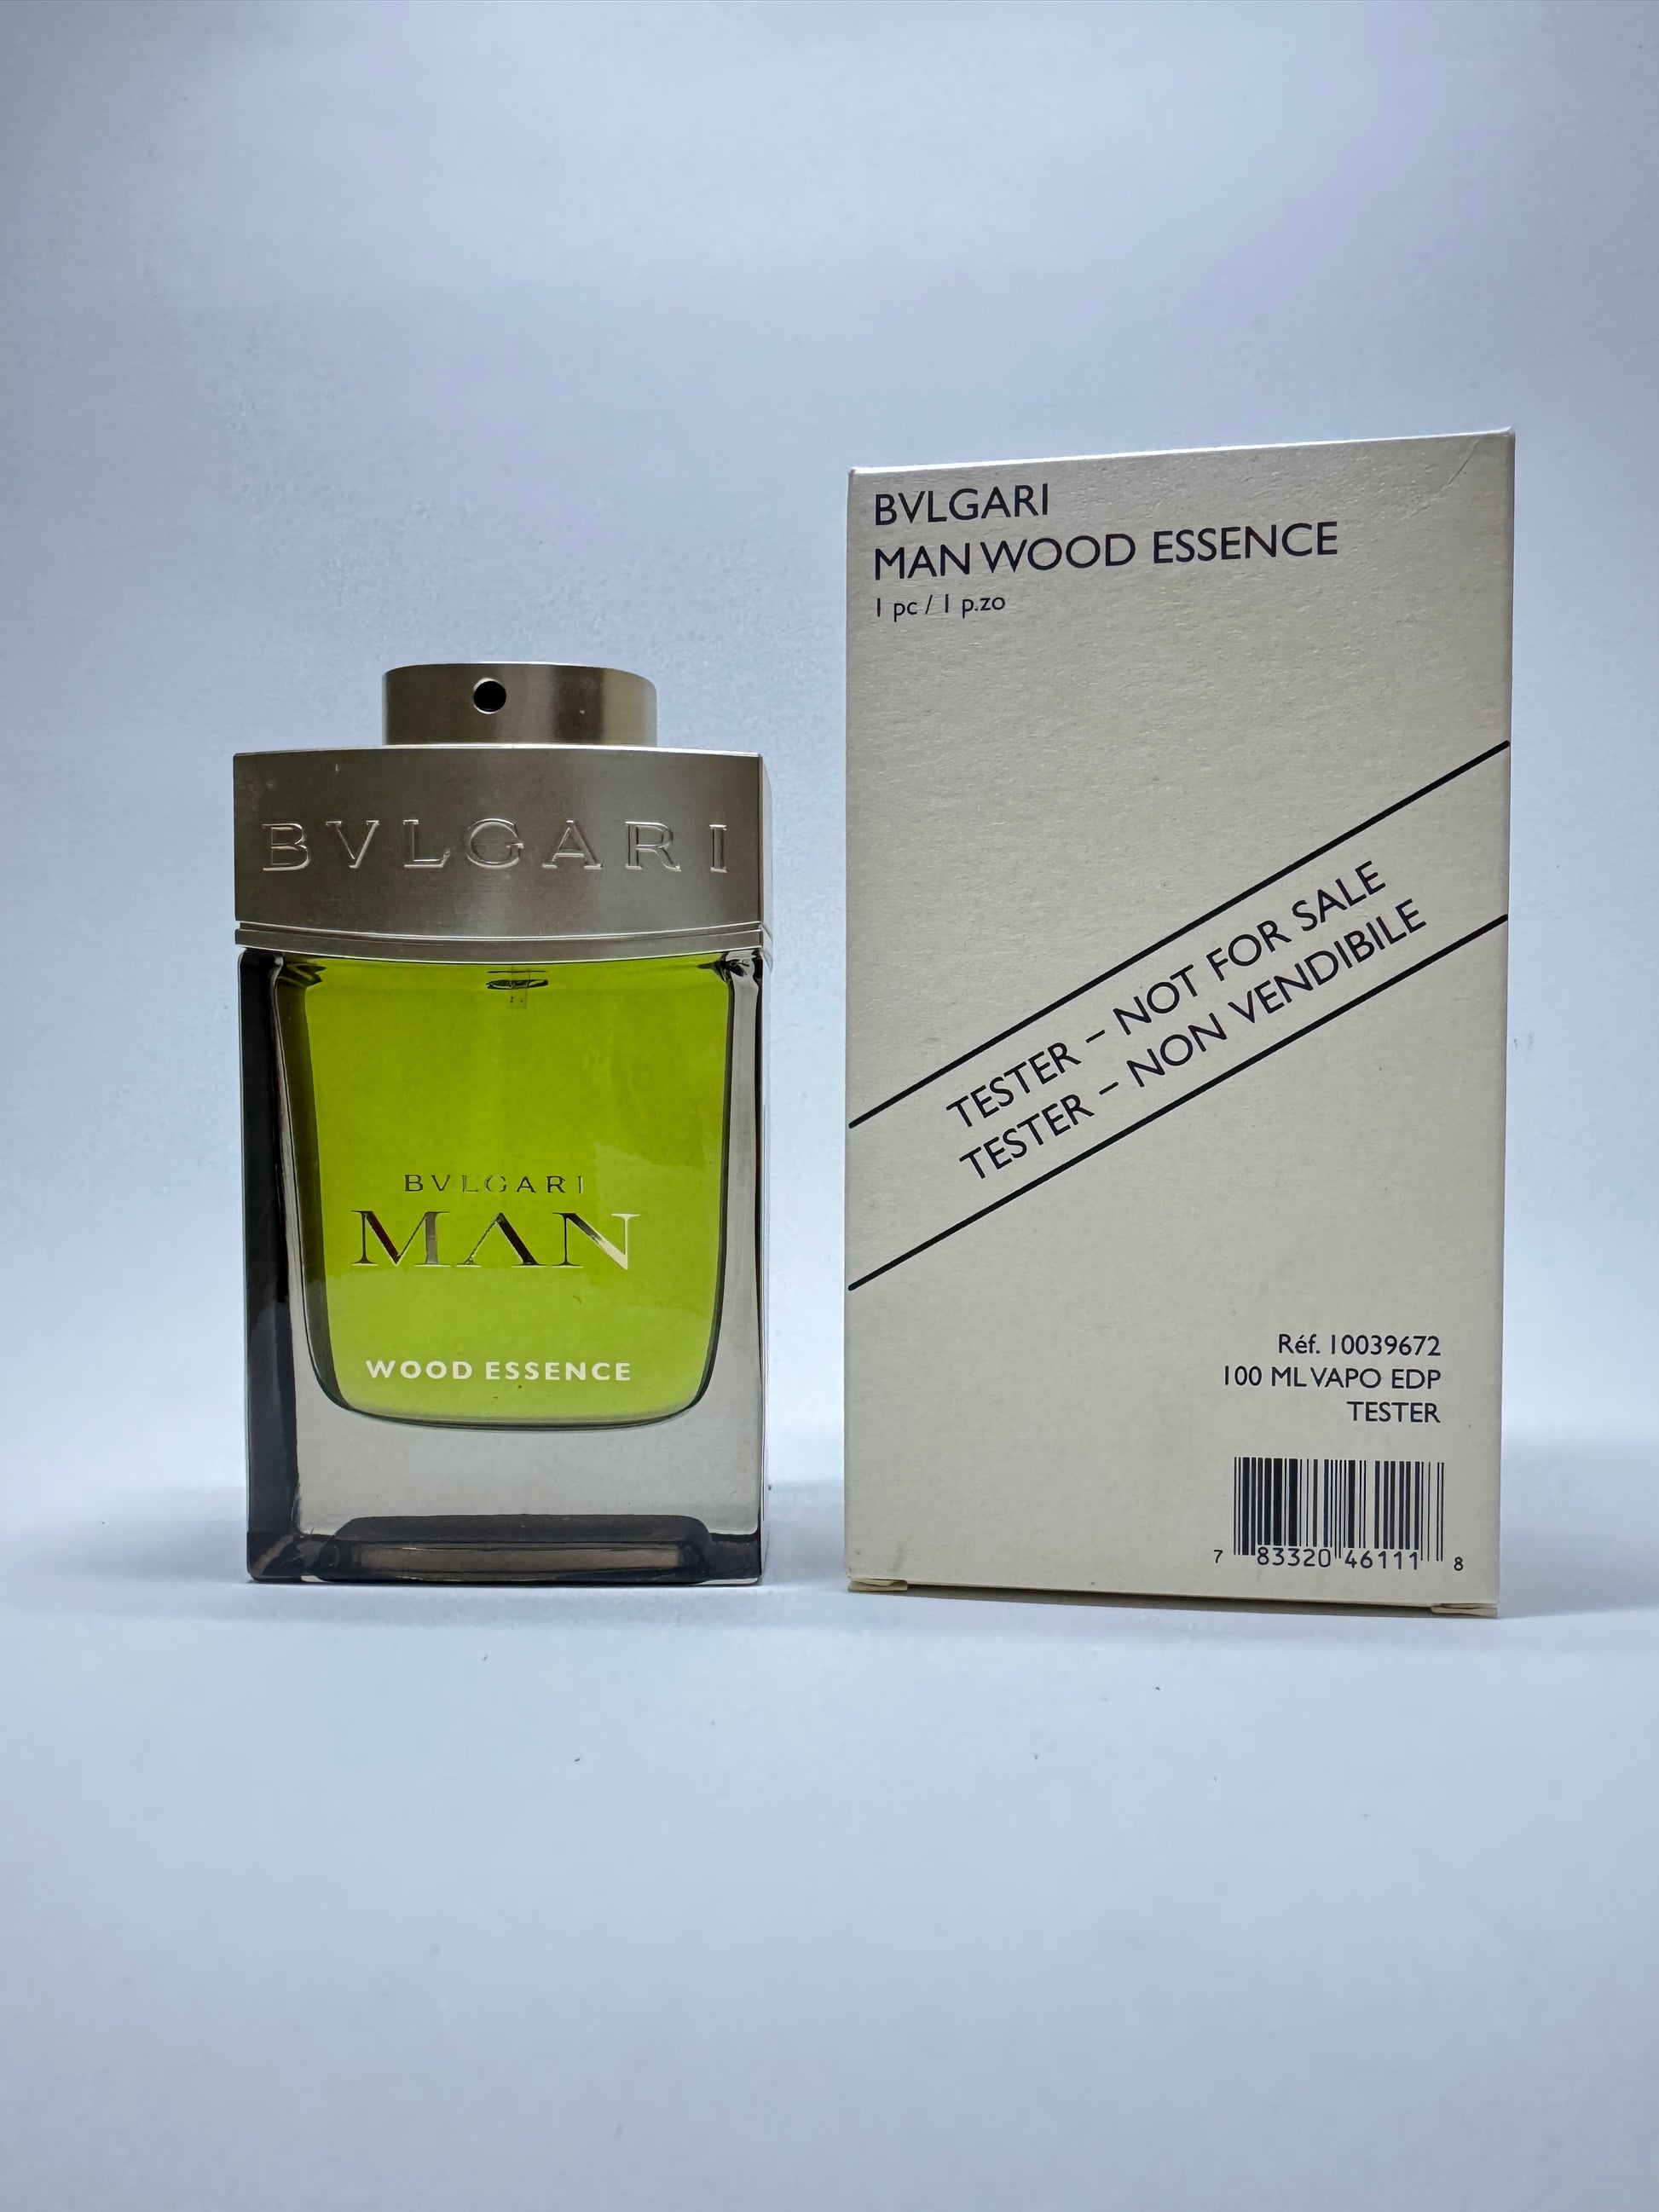 BVLGARI
BVLGARI
MAN
WOOD ESSENCE
BVLGARI
MAN WOOD ESSENCE
1 pc / 1 p.zo
TESTER – NOT FOR SALE
TESTER – NON VENDIBILE
Réf. 10039672
100 ML VAPO EDP
TESTER
7 83320 46111 8